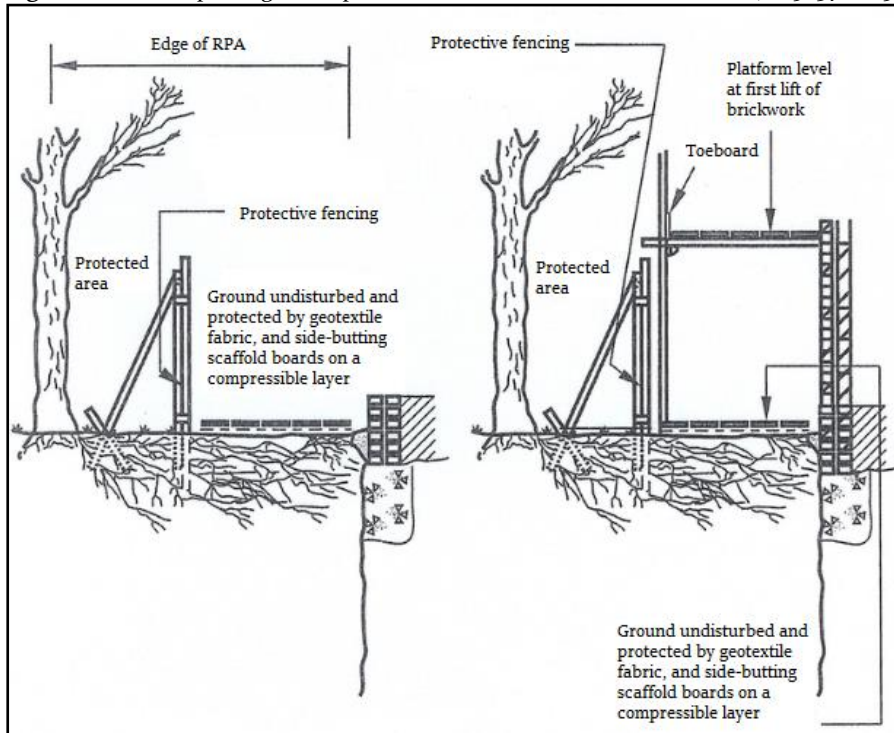 Edge of RPA
Protective fencing
Protected
area
Ground undisturbed and
protected by geotextile
fabric, and side-butting
scaffold boards on a
compressible layer
Protective fencing
Platform level
at first lift of
brickwork
Toeboard
Protected
area
Ground undisturbed and
protected by geotextile
fabric, and side-butting
scaffold boards on a
compressible layer